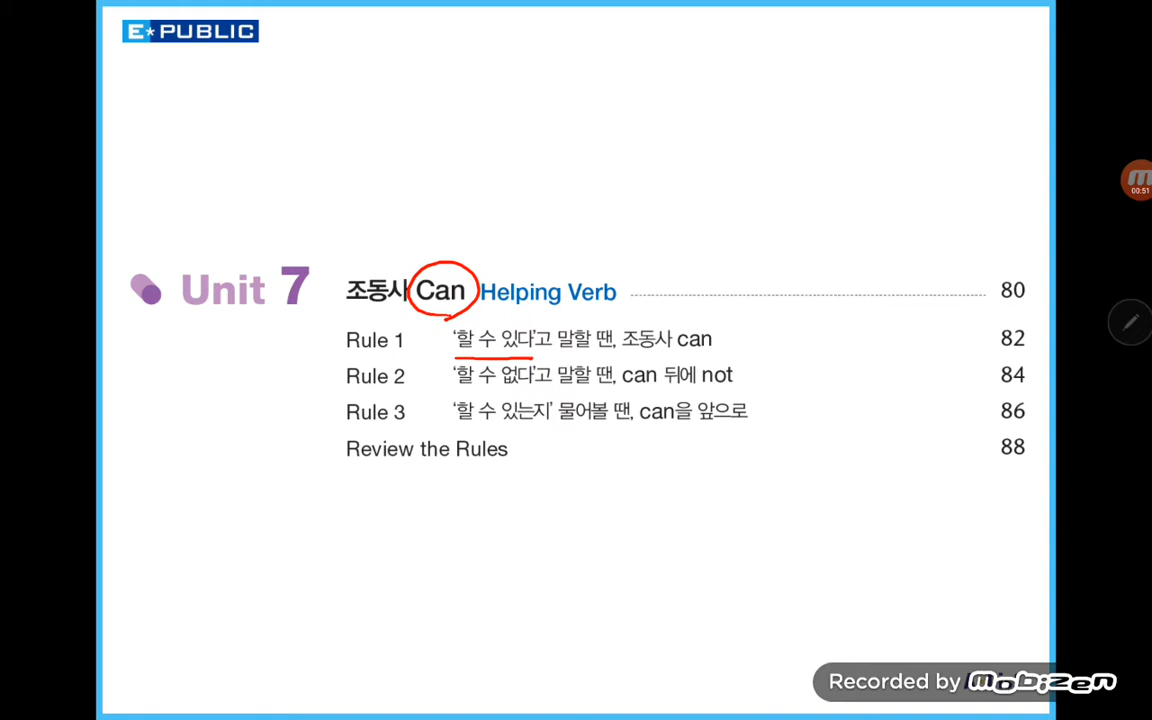 E*PUBLIC
00:51
Unit 7 조동사 Can Helping Verb 80
Rule 1 '할 수 있다'고 말할 땐, 조동사 can 82
Rule 2 '할 수 없다'고 말할 땐, can 뒤에 not 84
Rule 3 '할 수 있는지' 물어볼 땐, can을 앞으로 86
Review the Rules 88
Recorded by mobizen